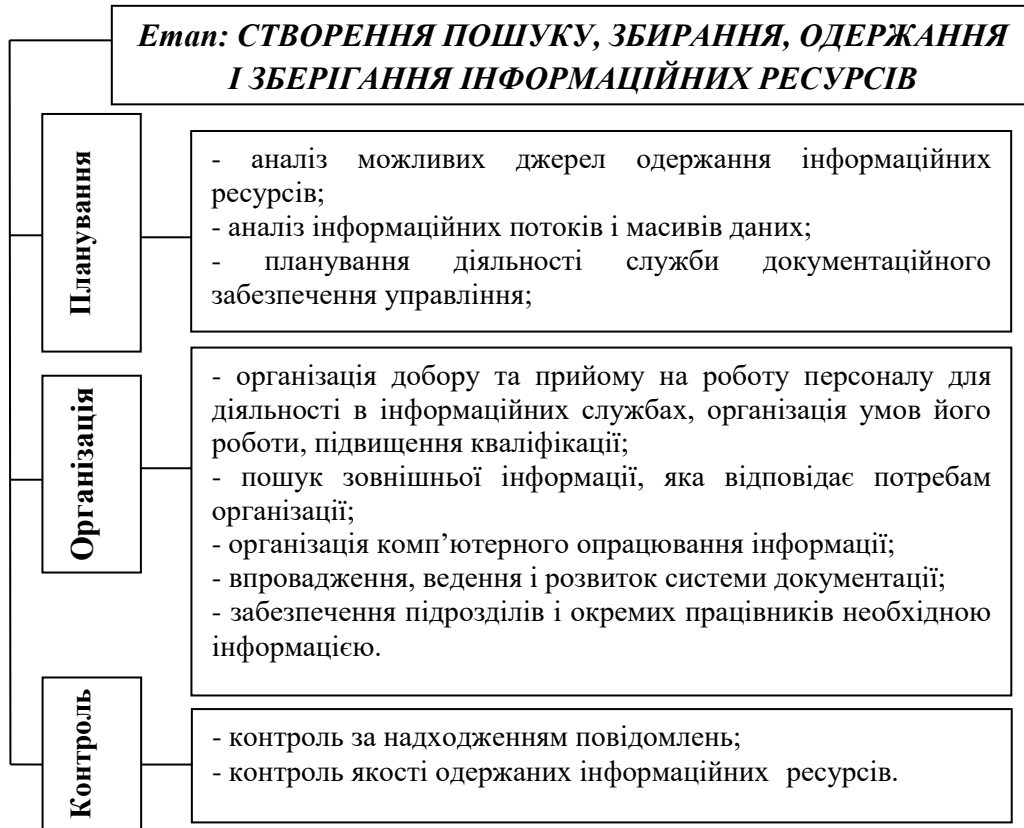 Етап: СТВОРЕННЯ ПОШУКУ, ЗБИРАННЯ, ОДЕРЖАННЯ
І ЗБЕРІГАННЯ ІНФОРМАЦІЙНИХ РЕСУРСІВ
Планування
- аналіз можливих джерел одержання інформаційних
ресурсів;
- аналіз інформаційних потоків і масивів даних;
- планування діяльності служби документаційного
забезпечення управління;
Організація
- організація добору та прийому на роботу персоналу для
діяльності в інформаційних службах, організація умов його
роботи, підвищення кваліфікації;
- пошук зовнішньої інформації, яка відповідає потребам
організації;
- організація комп’ютерного опрацювання інформації;
- впровадження, ведення і розвиток системи документації;
- забезпечення підрозділів і окремих працівників необхідною
інформацією.
Контроль
- контроль за надходженням повідомлень;
- контроль якості одержаних інформаційних ресурсів.